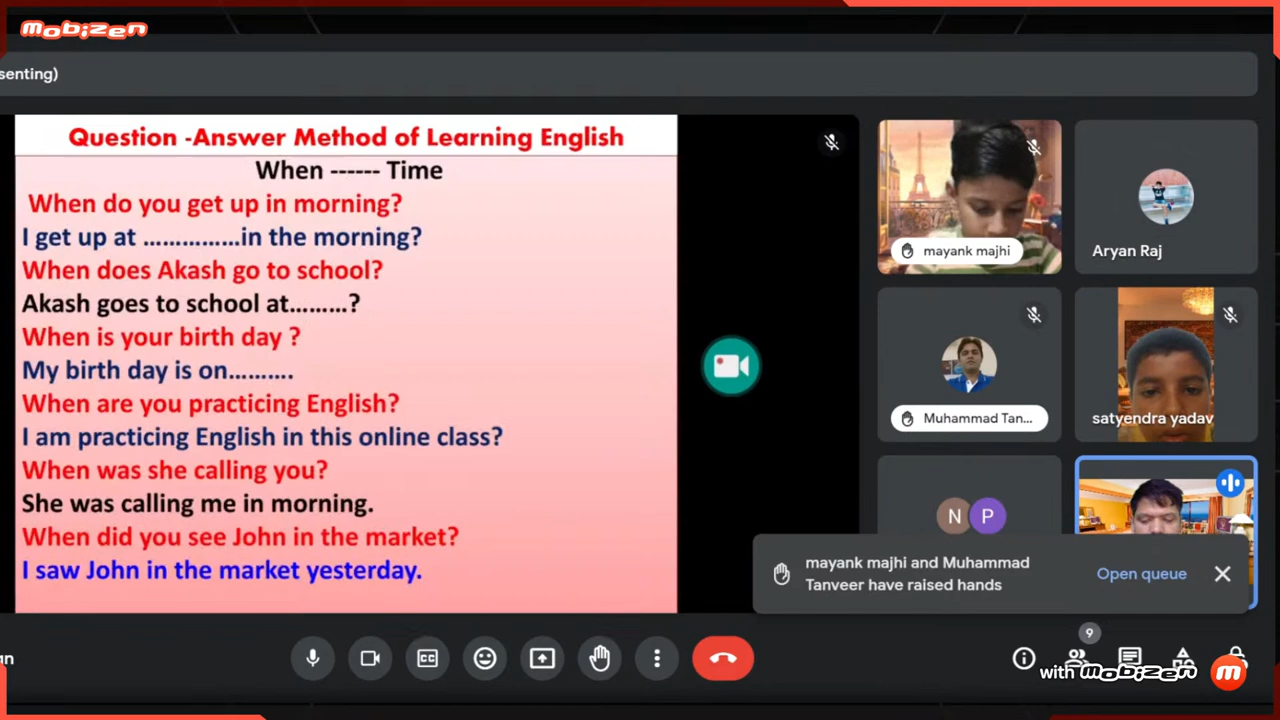 mobizen
senting)
Question -Answer Method of Learning English
When ------ Time
When do you get up in morning?
I get up at ……………in the morning?
When does Akash go to school?
Akash goes to school at………?
When is your birth day ?
My birth day is on……….
When are you practicing English?
I am practicing English in this online class?
When was she calling you?
She was calling me in morning.
When did you see John in the market?
I saw John in the market yesterday.
mayank majhi
Aryan Raj
Muhammad Tan...
satyendra yadav
N P
mayank majhi and Muhammad
Tanveer have raised hands
Open queue
CC
9
an
with mobizen m